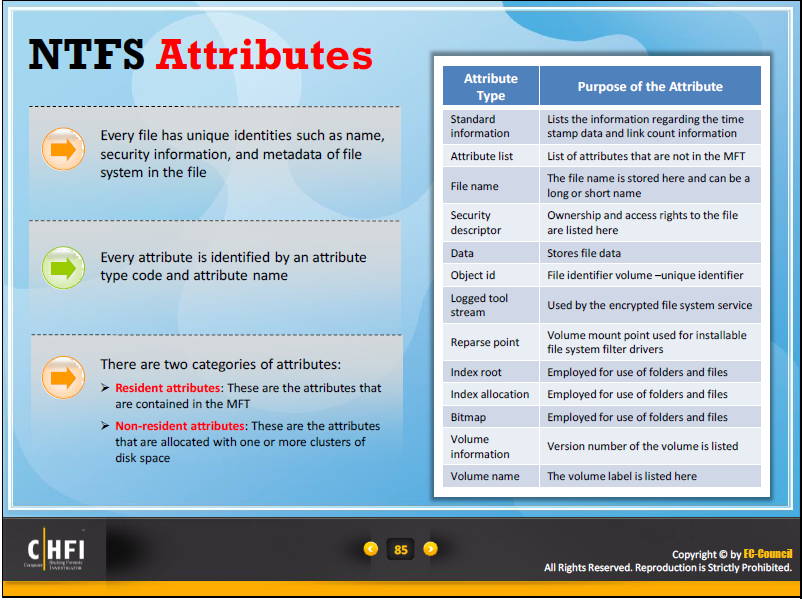 NTFS Attributes
Every file has unique identities such as name,
security information, and metadata of file
system in the file
Every attribute is identified by an attribute
type code and attribute name
There are two categories of attributes:
Resident attributes: These are the attributes that
are contained in the MFT
Non-resident attributes: These are the attributes
that are allocated with one or more clusters of
disk space
Attribute
Type
Purpose of the Attribute
Standard
information
Lists the information regarding the time
stamp data and link count information
Attribute list
List of attributes that are not in the MFT
File name
The file name is stored here and can be a
long or short name
Security
descriptor
Ownership and access rights to the file
are listed here
Data
Stores file data
Object id
File identifier volume –unique identifier
Logged tool
stream
Used by the encrypted file system service
Reparse point
Volume mount point used for installable
file system filter drivers
Index root
Employed for use of folders and files
Index allocation
Employed for use of folders and files
Bitmap
Employed for use of folders and files
Volume
information
Version number of the volume is listed
Volume name
The volume label is listed here
CHFI
Computer Hacking Forensic
INVESTIGATOR
85
Copyright © by EC-Council
All Rights Reserved. Reproduction is Strictly Prohibited.